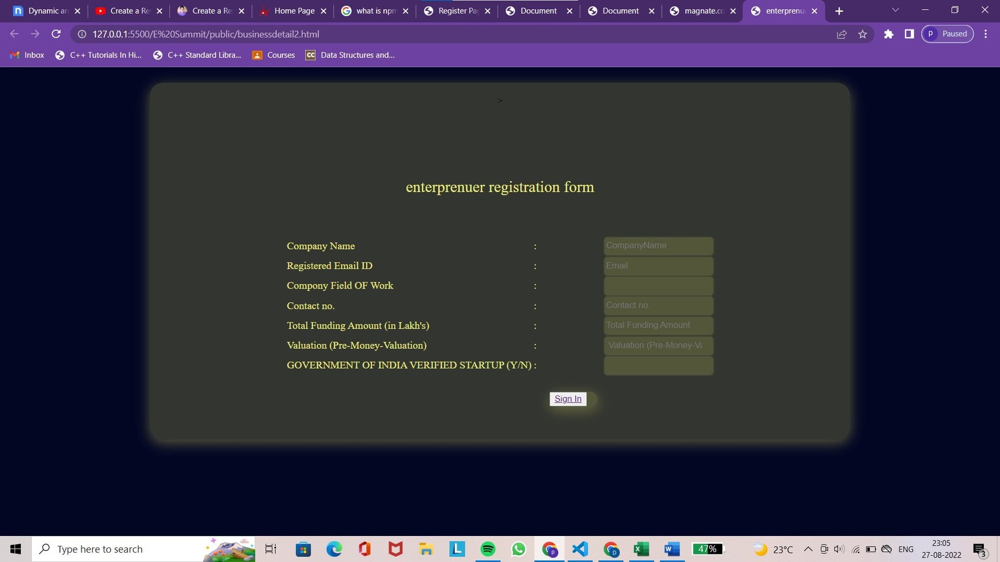 Dynamic ar
Create a Re
Create a Re
Home Page
what is npm
Register Pag
Document
Document
magnate.co
enterprenu
127.0.0.1:5500/E%20Summit/public/businessdetail2.html
P Paused
Inbox
C++ Tutorials In Hi...
C++ Standard Libra...
Courses
CC Data Structures and...
>
enterprenuer registration form
Company Name : CompanyName
Registered Email ID : Email
Compony Field OF Work :
Contact no. : Contact no.
Total Funding Amount (in Lakh's) : Total Funding Amount
Valuation (Pre-Money-Valuation) : Valuation (Pre-Money-Va
GOVERNMENT OF INDIA VERIFIED STARTUP (Y/N) :
Sign In
Type here to search
47%
23°C
ENG
23:05
27-08-2022
3